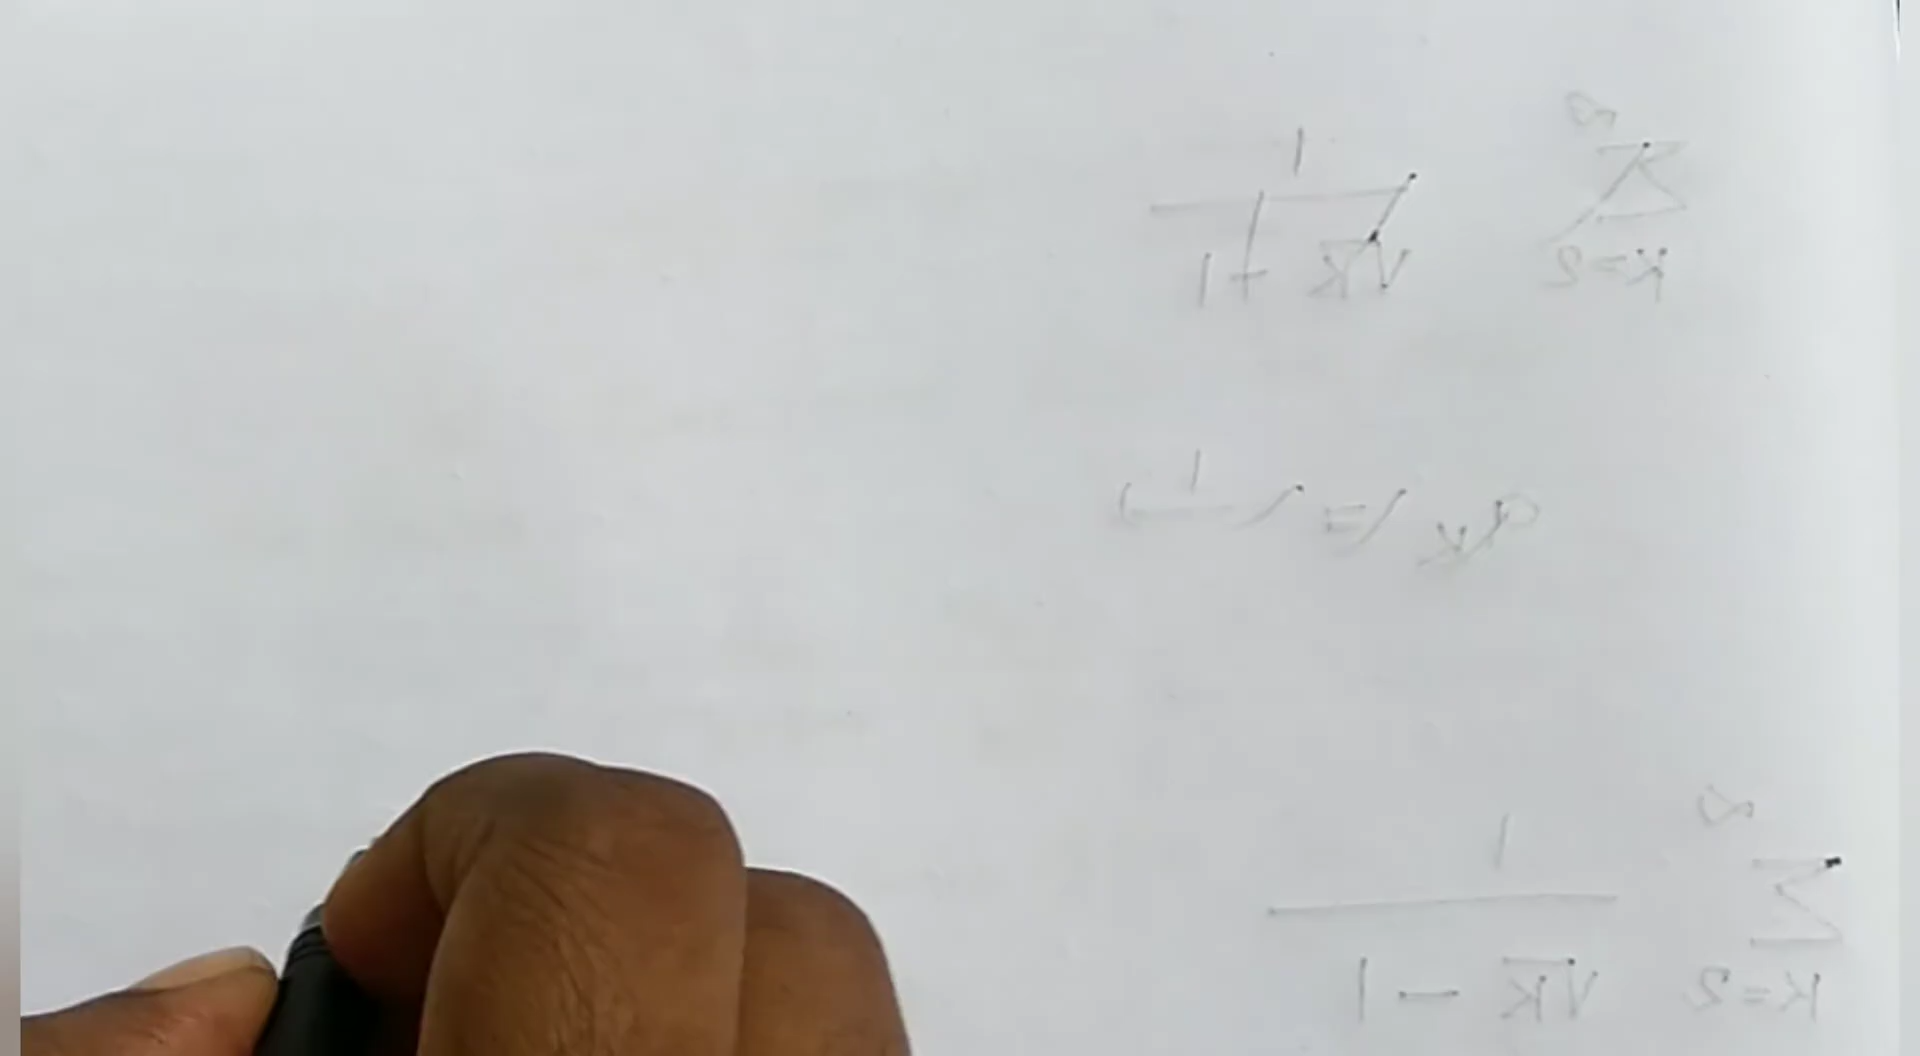 ∞
∑ 1/(√k + 1)
k=2
∞
∑ 1/(√k − 1)
k=2